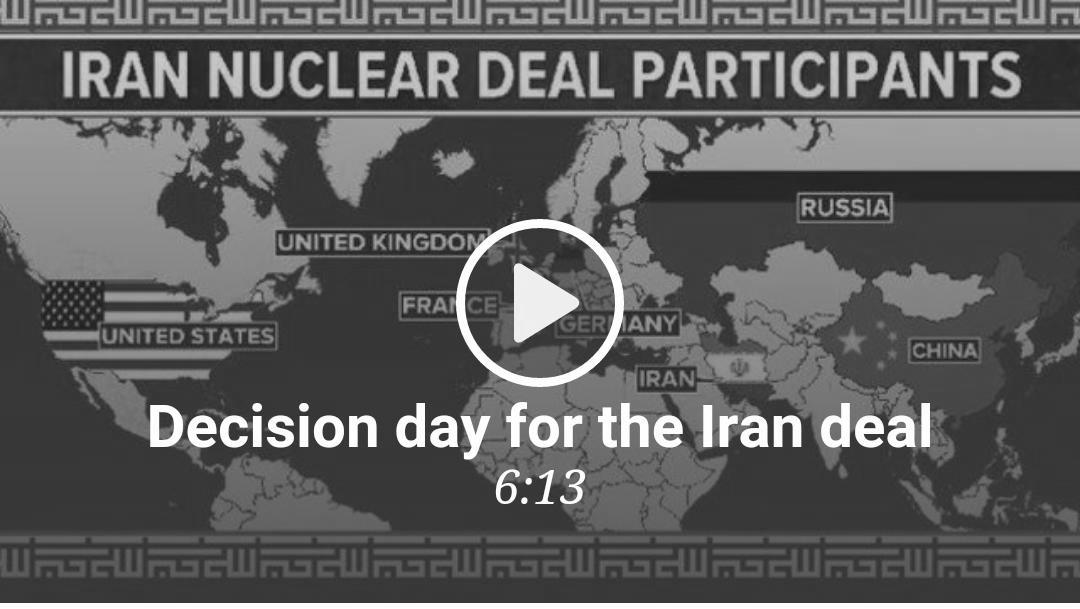 IRAN NUCLEAR DEAL PARTICIPANTS
RUSSIA
UNITED KINGDOM
FRANCE
GERMANY
UNITED STATES
CHINA
IRAN
Decision day for the Iran deal
6:13